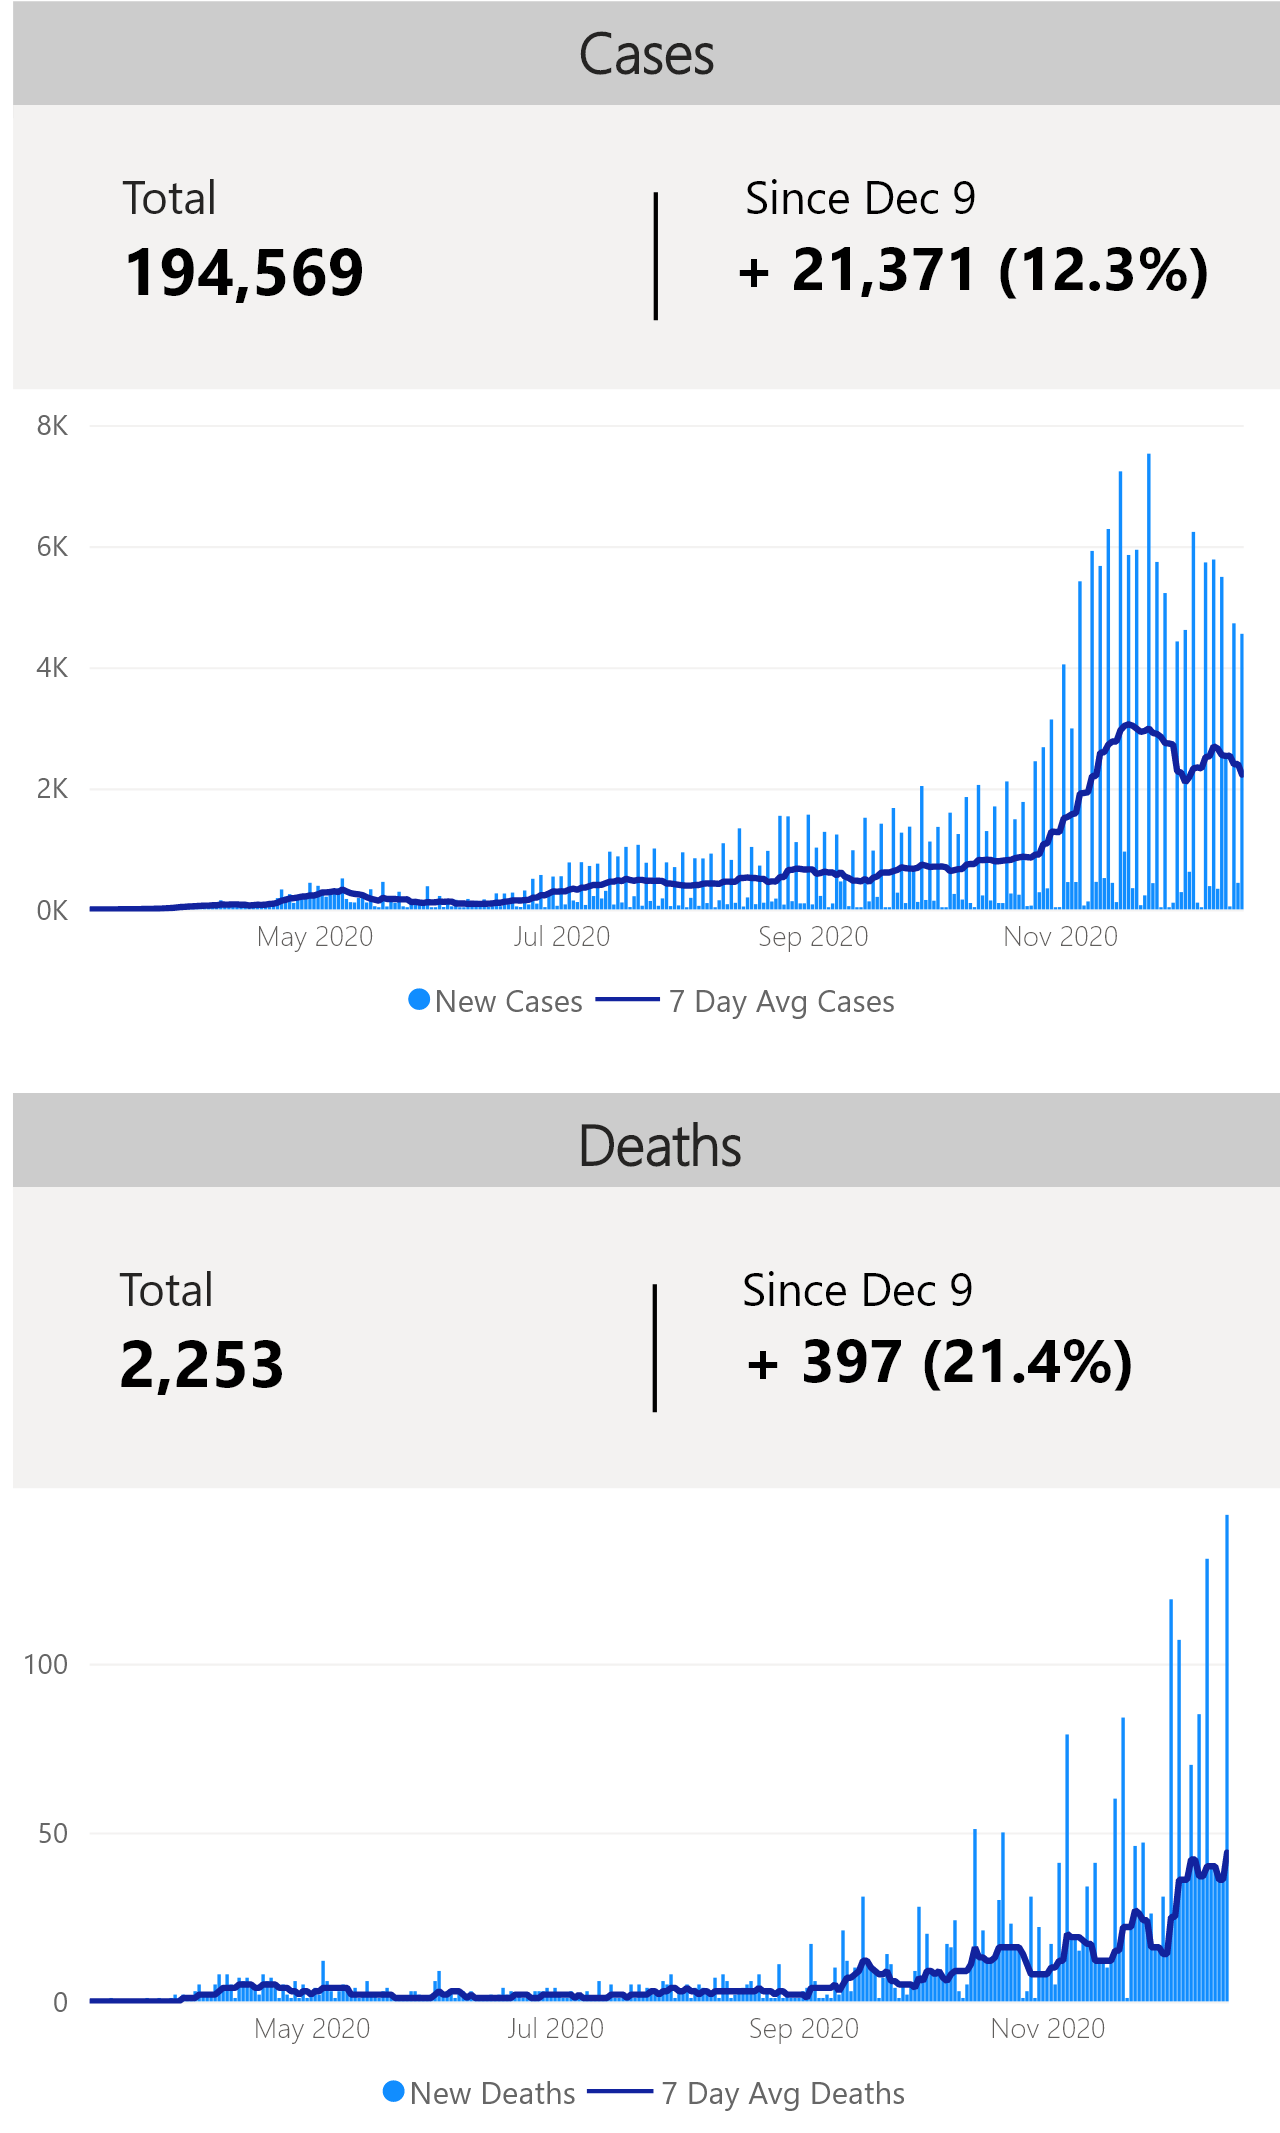 Cases
Total
Since Dec 9
194,569
+ 21,371 (12.3%)
8K
6K
4K
2K
0K
May 2020
Jul 2020
Sep 2020
Nov 2020
New Cases
7 Day Avg Cases
Deaths
Total
Since Dec 9
2,253
+ 397 (21.4%)
100
50
0
May 2020
Jul 2020
Sep 2020
Nov 2020
New Deaths
7 Day Avg Deaths